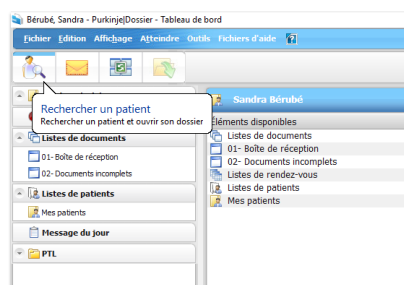 Bérubé, Sandra - Purkinje|Dossier - Tableau de bord
Fichier Edition Affichage Atteindre Outils Fichiers d'aide
Rechercher un patient
Rechercher un patient et ouvrir son dossier
Sandra Bérubé
Éléments disponibles
Listes de documents
01- Boîte de réception
02- Documents incomplets
Listes de patients
Mes patients
Message du jour
PTL
Listes de documents
01- Boîte de réception
02- Documents incomplets
Listes de rendez-vous
Listes de patients
Mes patients